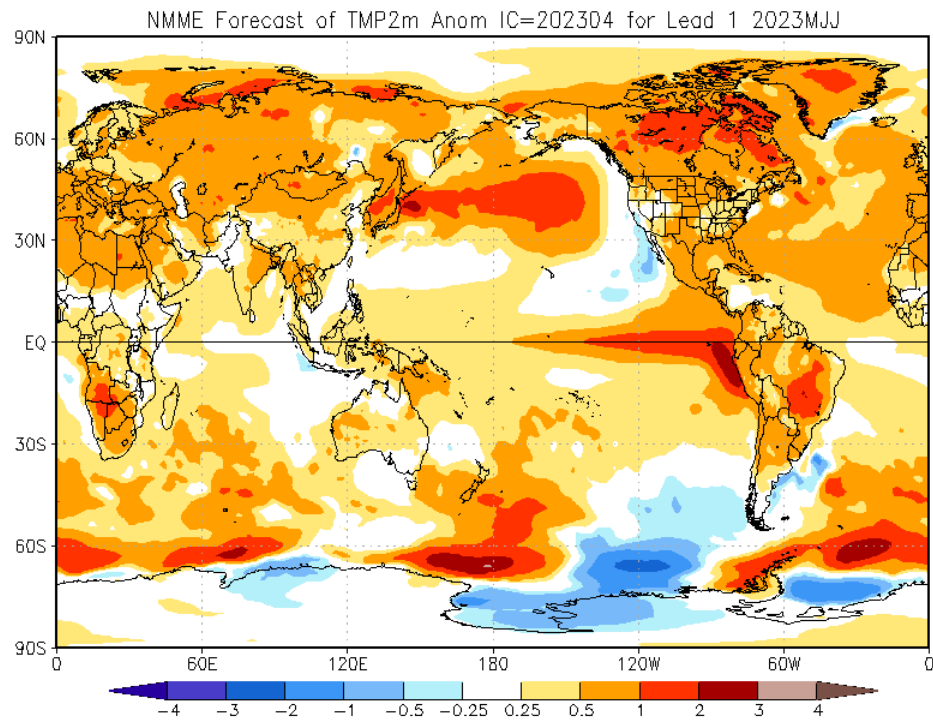 NMME Forecast of TMP2m Anom IC=202304 for Lead 1 2023MJJ
90N
60N
30N
EQ
30S
60S
90S
0 60E 120E 180 120W 60W 0
-4 -3 -2 -1 -0.5 -0.25 0.25 0.5 1 2 3 4